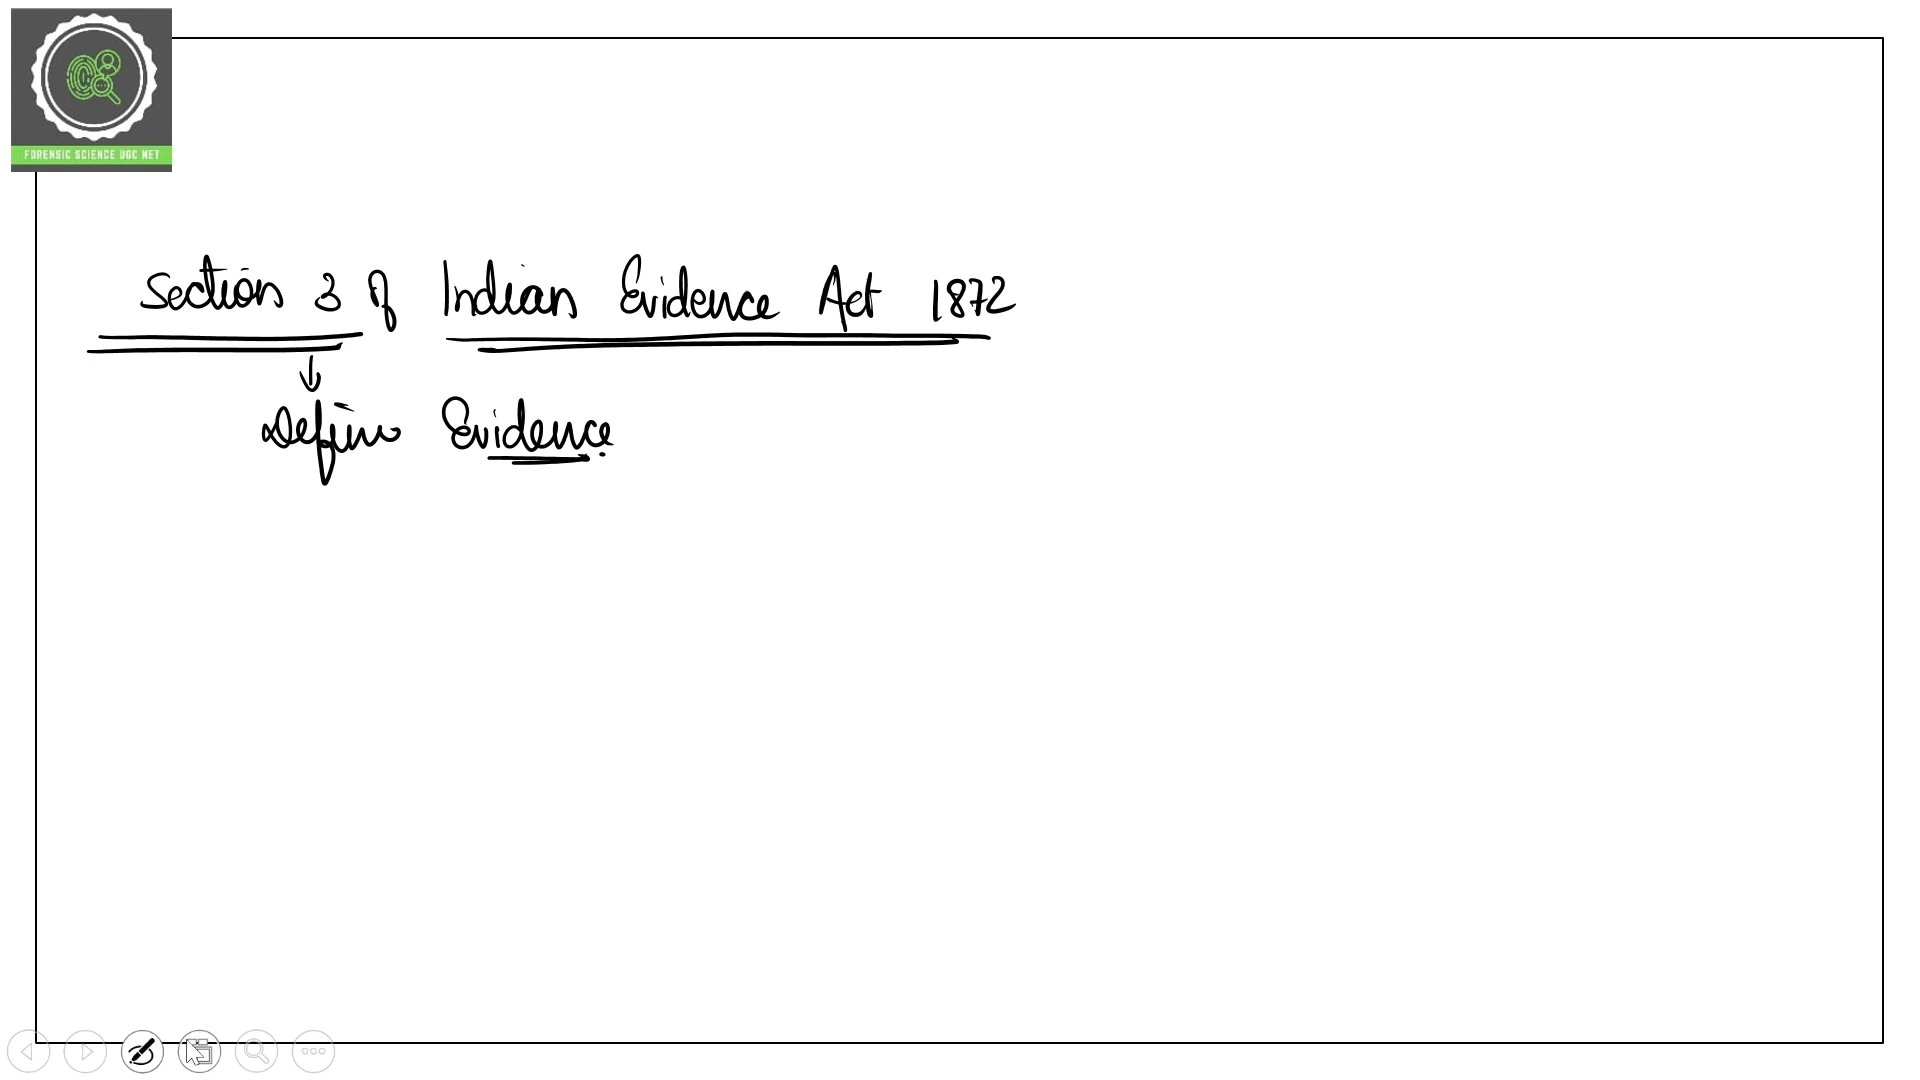 FORENSIC SCIENCE UGC NET
Section 3 of Indian Evidence Act 1872
↓
Define Evidence